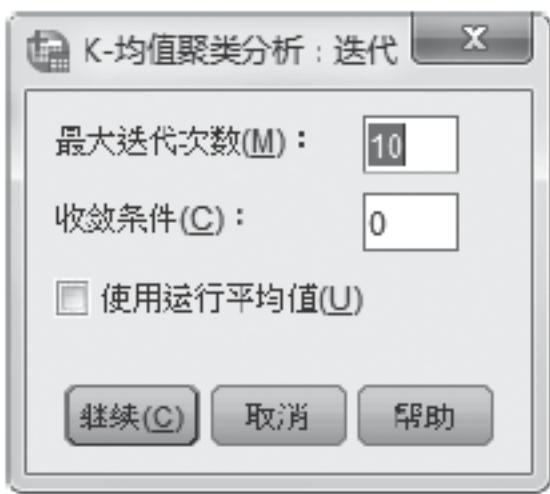 K-均值聚类分析：迭代
最大迭代次数(M)： 10
收敛条件(C)： 0
使用运行平均值(U)
继续(C) 取消 帮助